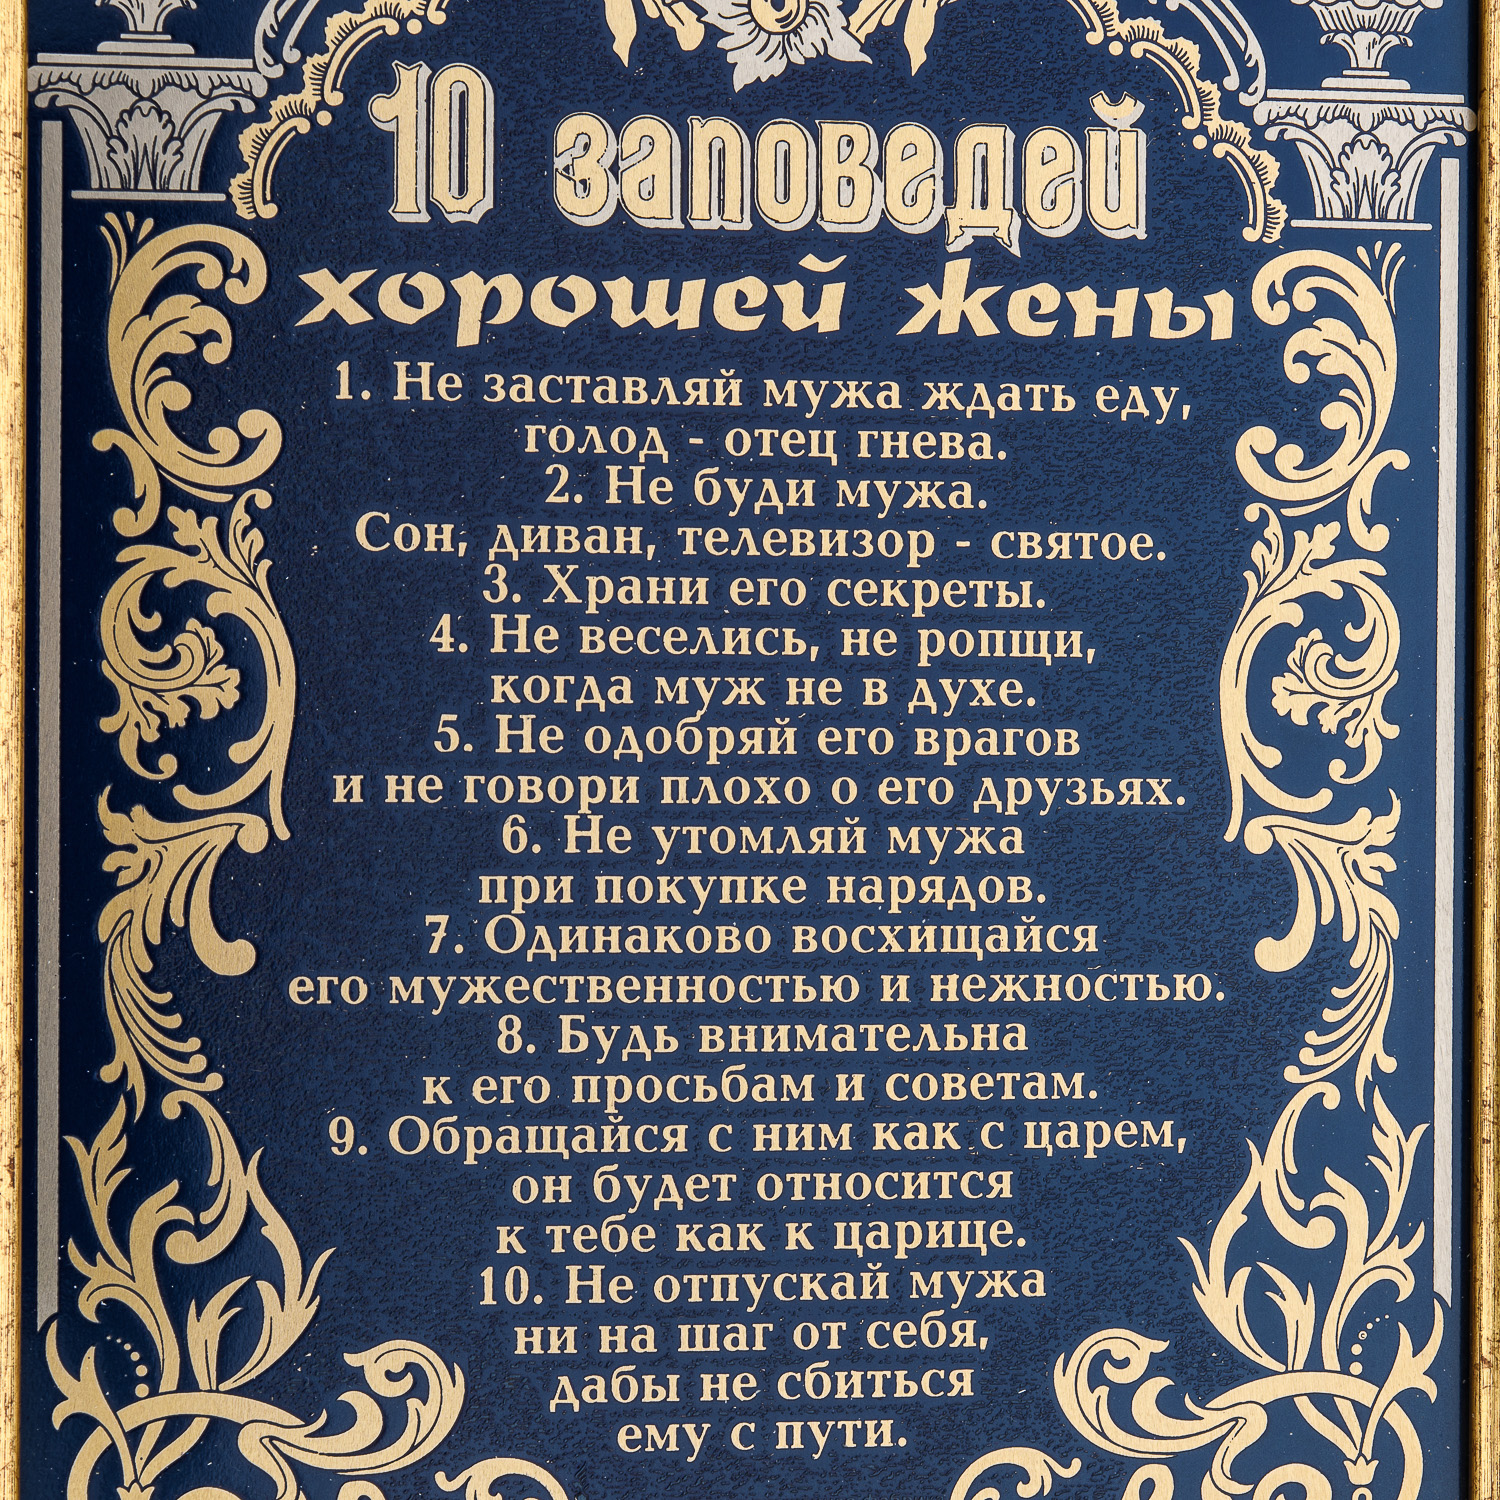 10 заповедей
хорошей жены
1. Не заставляй мужа ждать еду,
голод - отец гнева.
2. Не буди мужа.
Сон, диван, телевизор - святое.
3. Храни его секреты.
4. Не веселись, не ропщи,
когда муж не в духе.
5. Не одобряй его врагов
и не говори плохо о его друзьях.
6. Не утомляй мужа
при покупке нарядов.
7. Одинаково восхищайся
его мужественностью и нежностью.
8. Будь внимательна
к его просьбам и советам.
9. Обращайся с ним как с царем,
он будет относится
к тебе как к царице.
10. Не отпускай мужа
ни на шаг от себя,
дабы не сбиться
ему с пути.